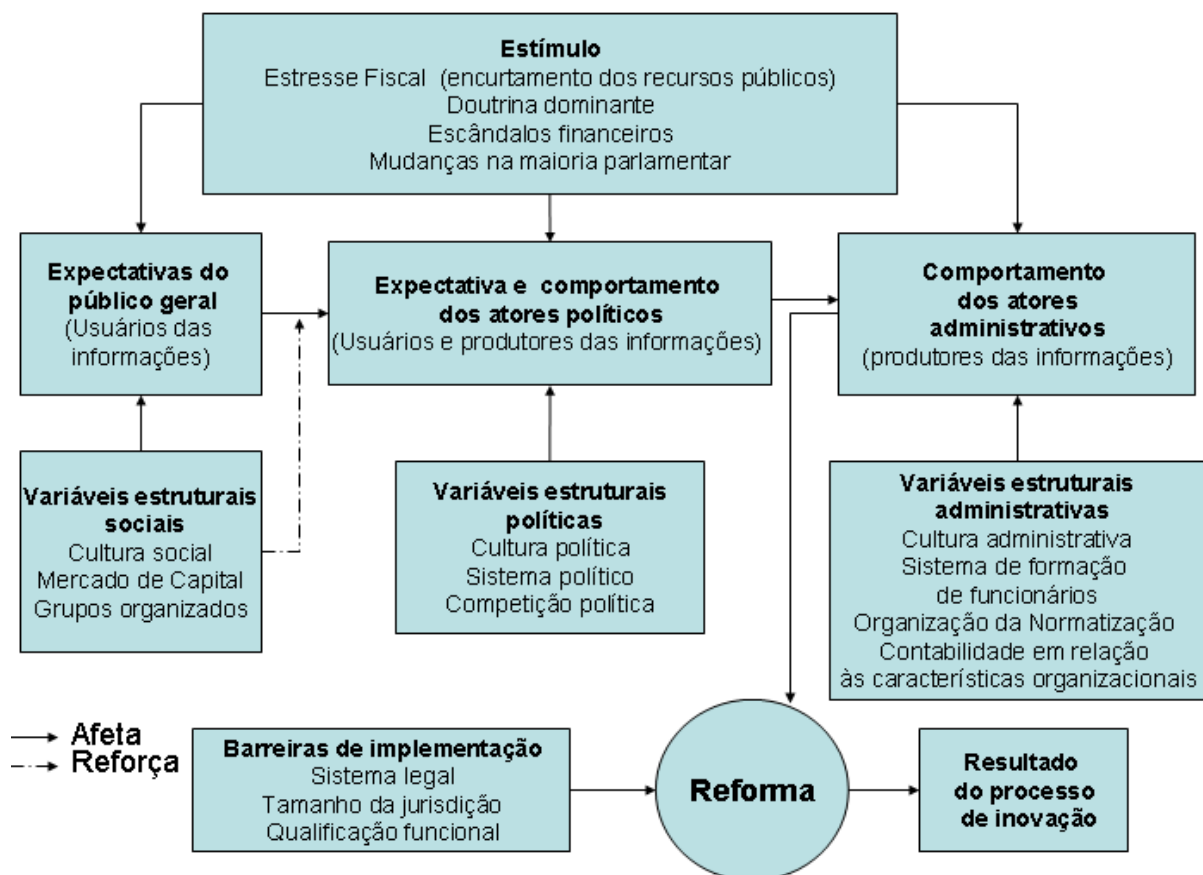 Estímulo
Estresse Fiscal (encurtamento dos recursos públicos)
Doutrina dominante
Escândalos financeiros
Mudanças na maioria parlamentar
Expectativas do
público geral
(Usuários das
informações)
Expectativa e comportamento
dos atores políticos
(Usuários e produtores das informações)
Comportamento
dos atores
administrativos
(produtores das informações)
Variáveis estruturais
sociais
Cultura social
Mercado de Capital
Grupos organizados
Variáveis estruturais
políticas
Cultura política
Sistema político
Competição política
Variáveis estruturais
administrativas
Cultura administrativa
Sistema de formação
de funcionários
Organização da Normatização
Contabilidade em relação
às características organizacionais
Afeta
Reforça
Barreiras de implementação
Sistema legal
Tamanho da jurisdição
Qualificação funcional
Reforma
Resultado
do processo
de inovação